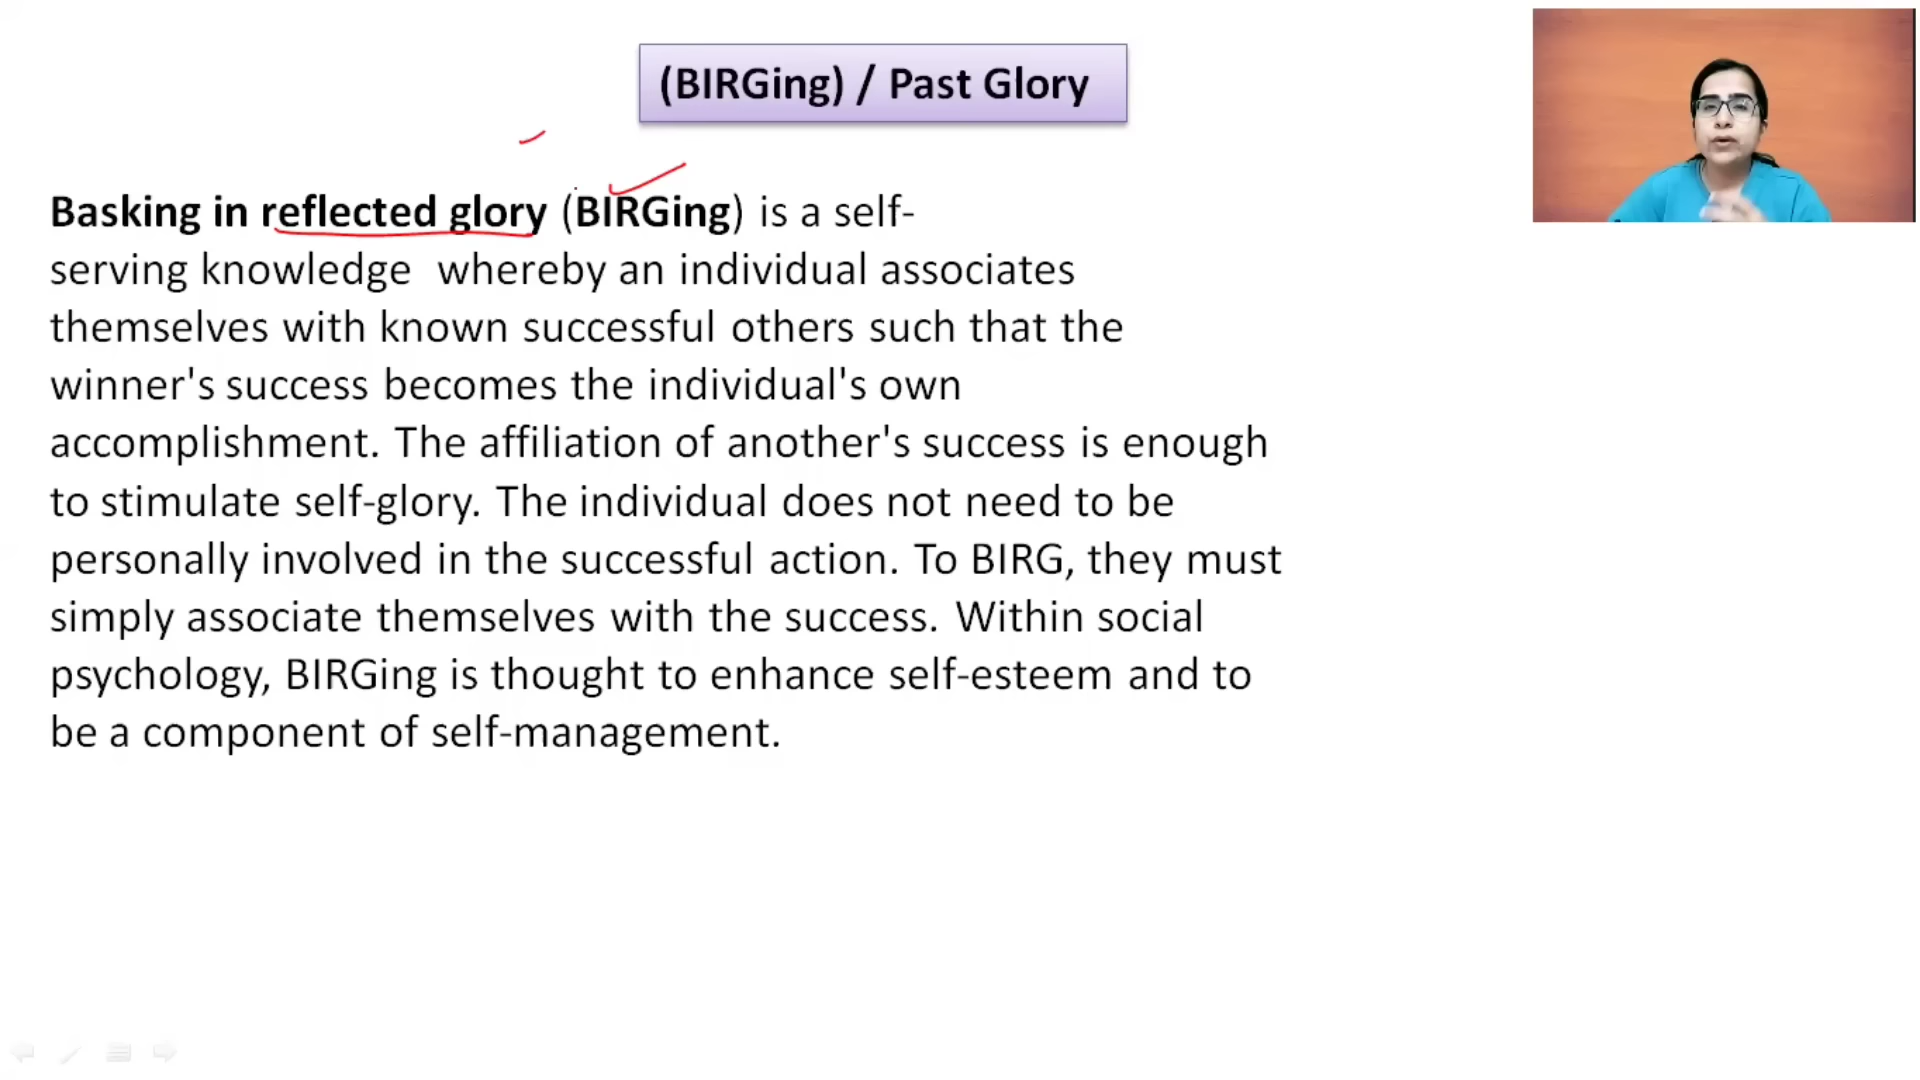 (BIRGing) / Past Glory
Basking in reflected glory (BIRGing) is a self-
serving knowledge  whereby an individual associates
themselves with known successful others such that the
winner's success becomes the individual's own
accomplishment. The affiliation of another's success is enough
to stimulate self-glory. The individual does not need to be
personally involved in the successful action. To BIRG, they must
simply associate themselves with the success. Within social
psychology, BIRGing is thought to enhance self-esteem and to
be a component of self-management.